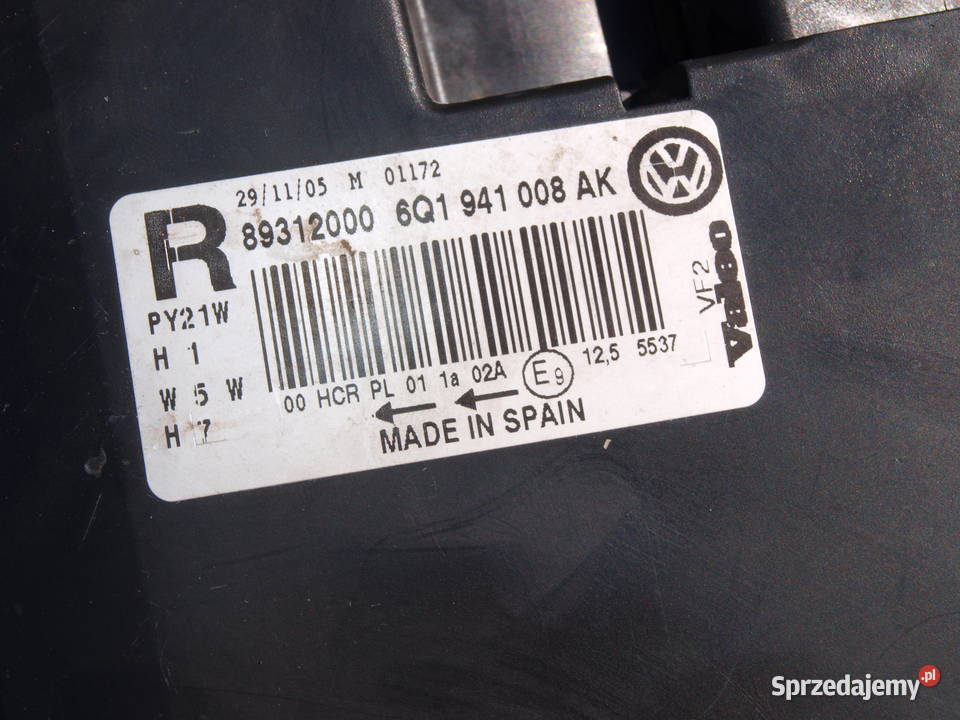 29/11/05 M 01172
R 89312000 6Q1 941 008 AK
PY21W
H 1
W 5 W
H 7
00 HCR PL 01 1a 02A E9 12,5 5537
MADE IN SPAIN
VF2
Valeo
Sprzedajemy.pl